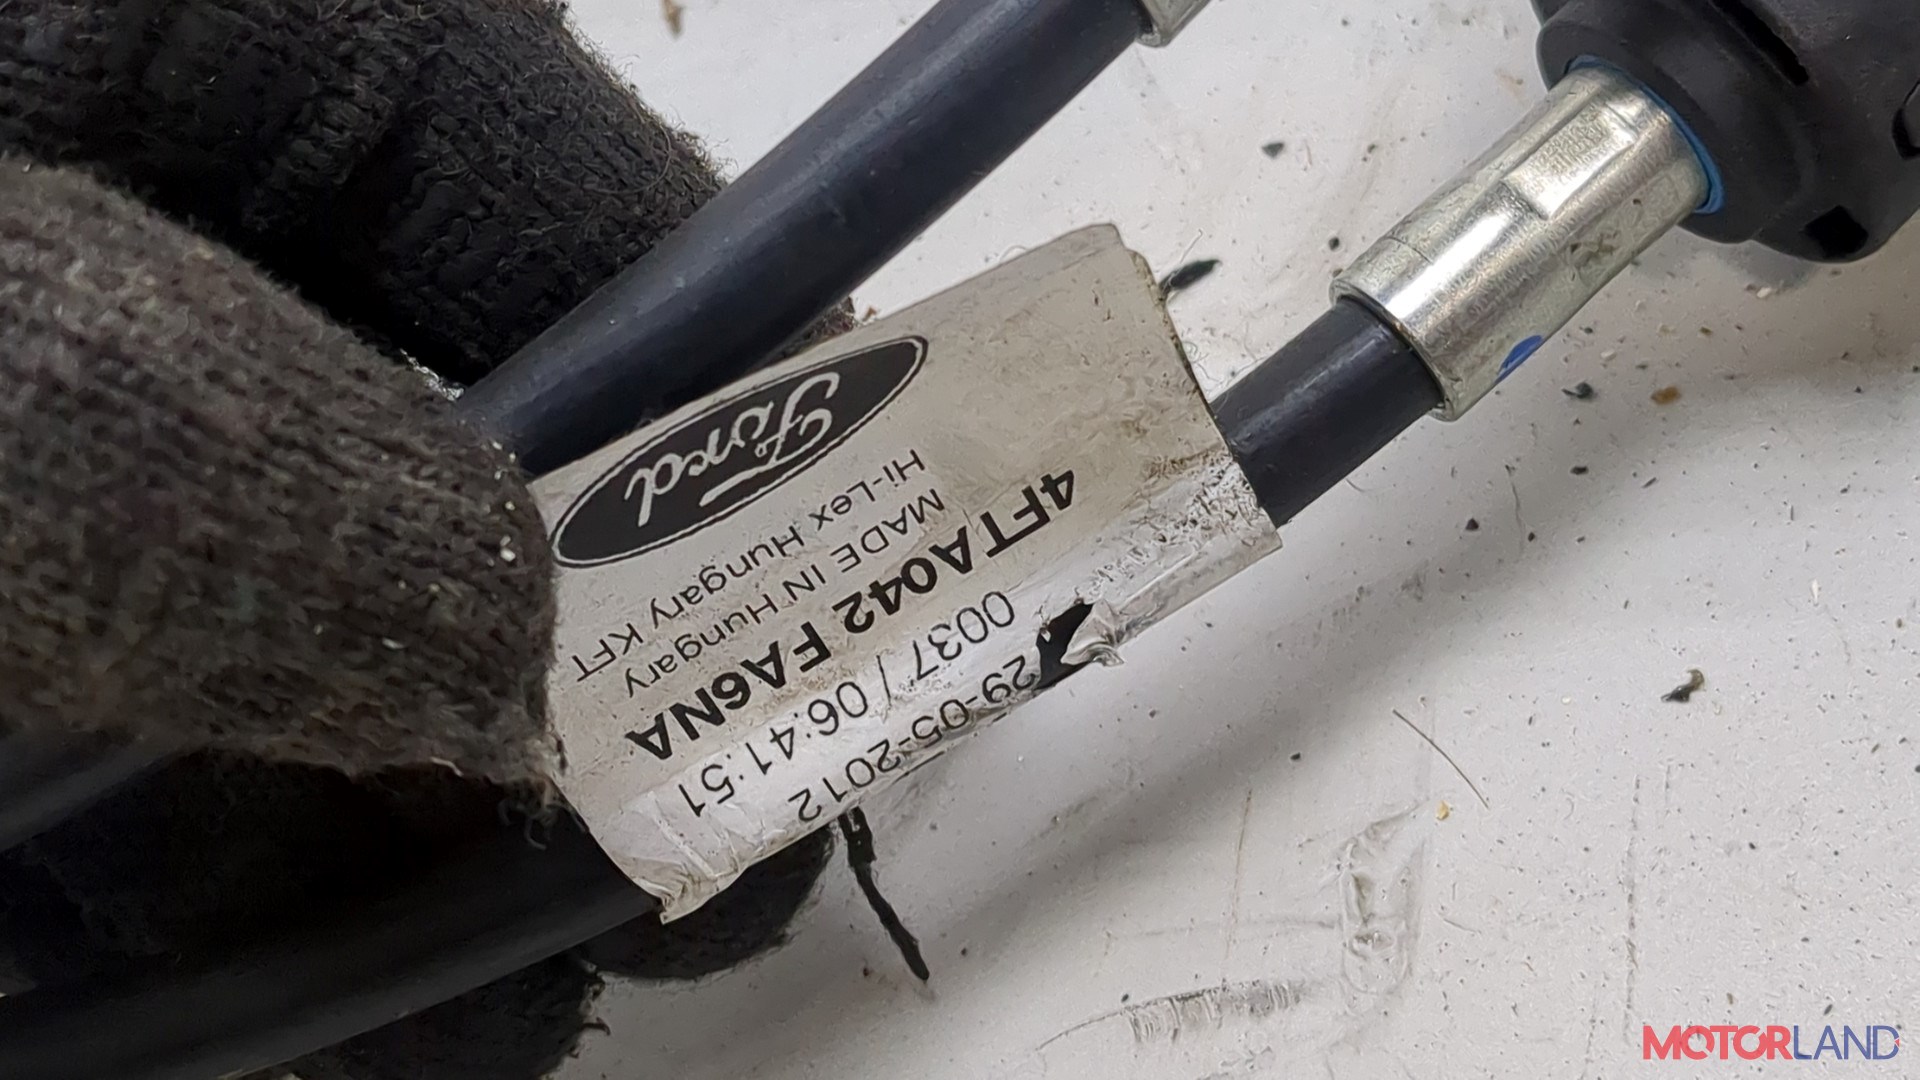 Ford
Hi-Lex Hungary KFT
MADE IN Hungary
4FTA042 FA6NA
0037 / 06:41:51
29-05-2012
MOTORLAND